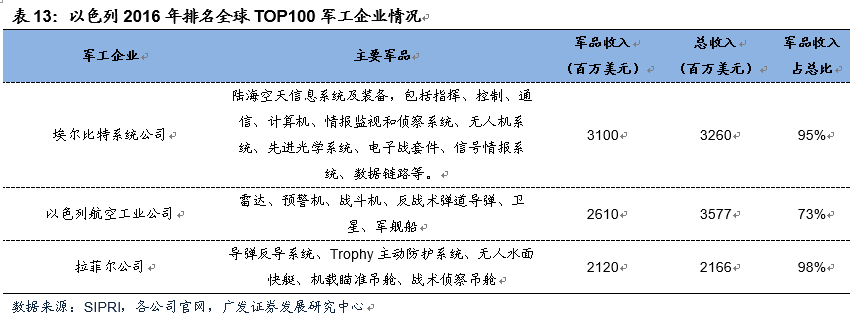 表 13：以色列 2016 年排名全球 TOP100 军工企业情况
军工企业
主要军品
军品收入
（百万美元）
总收入
（百万美元）
军品收入
占总比
埃尔比特系统公司
陆海空天信息系统及装备，包括指挥、控制、通
信、计算机、情报监视和侦察系统、无人机系
统、先进光学系统、电子战套件、信号情报系
统、数据链路等。
3100
3260
95%
以色列航空工业公司
雷达、预警机、战斗机、反战术弹道导弹、卫
星、军舰船
2610
3577
73%
拉菲尔公司
导弹反导系统、Trophy 主动防护系统、无人水面
快艇、机载瞄准吊舱、战术侦察吊舱
2120
2166
98%
数据来源：SIPRI，各公司官网，广发证券发展研究中心